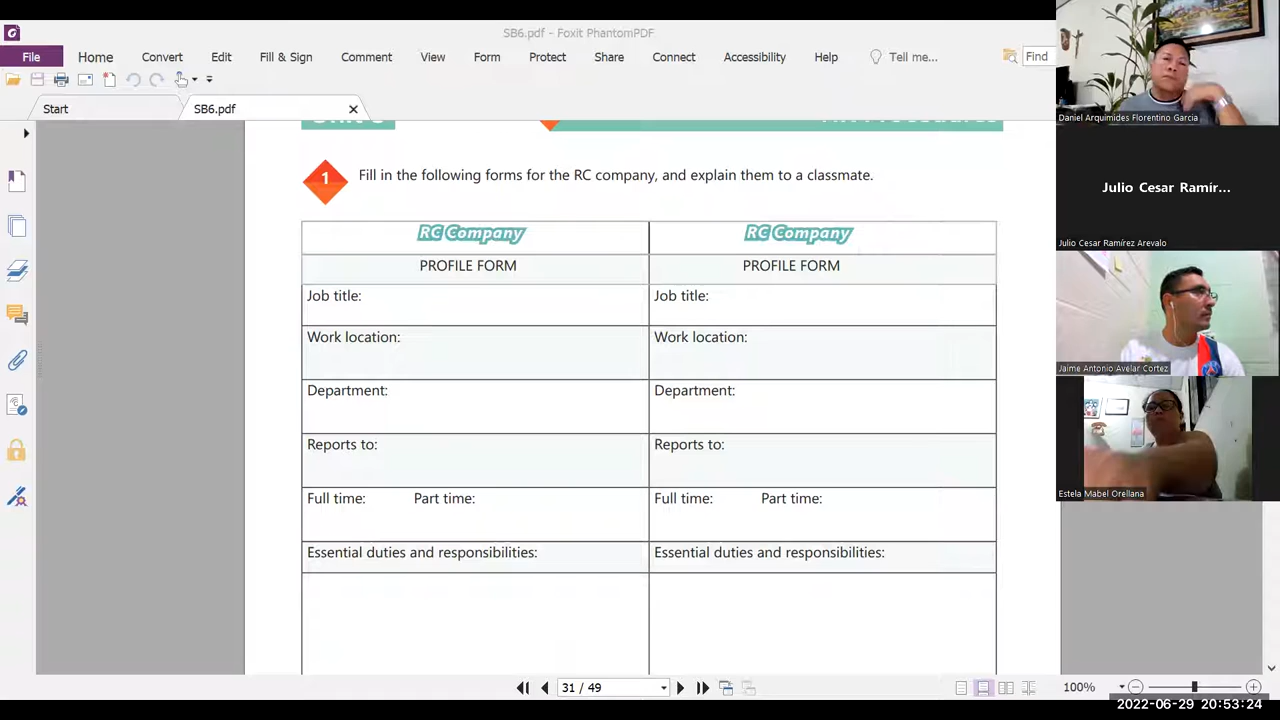 SB6.pdf - Foxit PhantomPDF
File Home Convert Edit Fill & Sign Comment View Form Protect Share Connect Accessibility Help Tell me... Find
Start SB6.pdf
1 Fill in the following forms for the RC company, and explain them to a classmate.
RC Company RC Company
PROFILE FORM PROFILE FORM
Job title: Job title:
Work location: Work location:
Department: Department:
Reports to: Reports to:
Full time: Part time: Full time: Part time:
Essential duties and responsibilities: Essential duties and responsibilities:
31 / 49
100%
Daniel Arquimides Florentino Garcia
Julio Cesar Ramír...
Julio Cesar Ramírez Arevalo
Jaime Antonio Avelar Cortez
Estela Mabel Orellana
2022-06-29 20:53:24